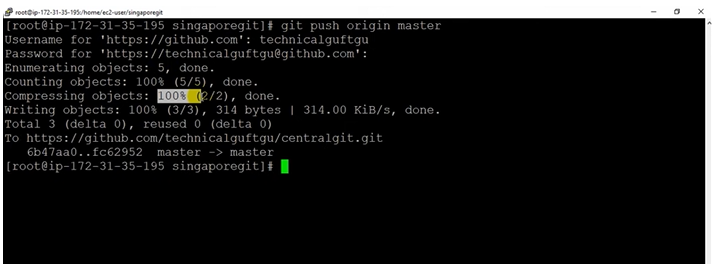 root@ip-172-31-35-195:/home/ec2-user/singaporegit
[root@ip-172-31-35-195 singaporegit]# git push origin master
Username for 'https://github.com': technicalguftgu
Password for 'https://technicalguftgu@github.com':
Enumerating objects: 5, done.
Counting objects: 100% (5/5), done.
Compressing objects: 100% (2/2), done.
Writing objects: 100% (3/3), 314 bytes | 314.00 KiB/s, done.
Total 3 (delta 0), reused 0 (delta 0)
To https://github.com/technicalguftgu/centralgit.git
   6b47aa0..fc62952  master -> master
[root@ip-172-31-35-195 singaporegit]#